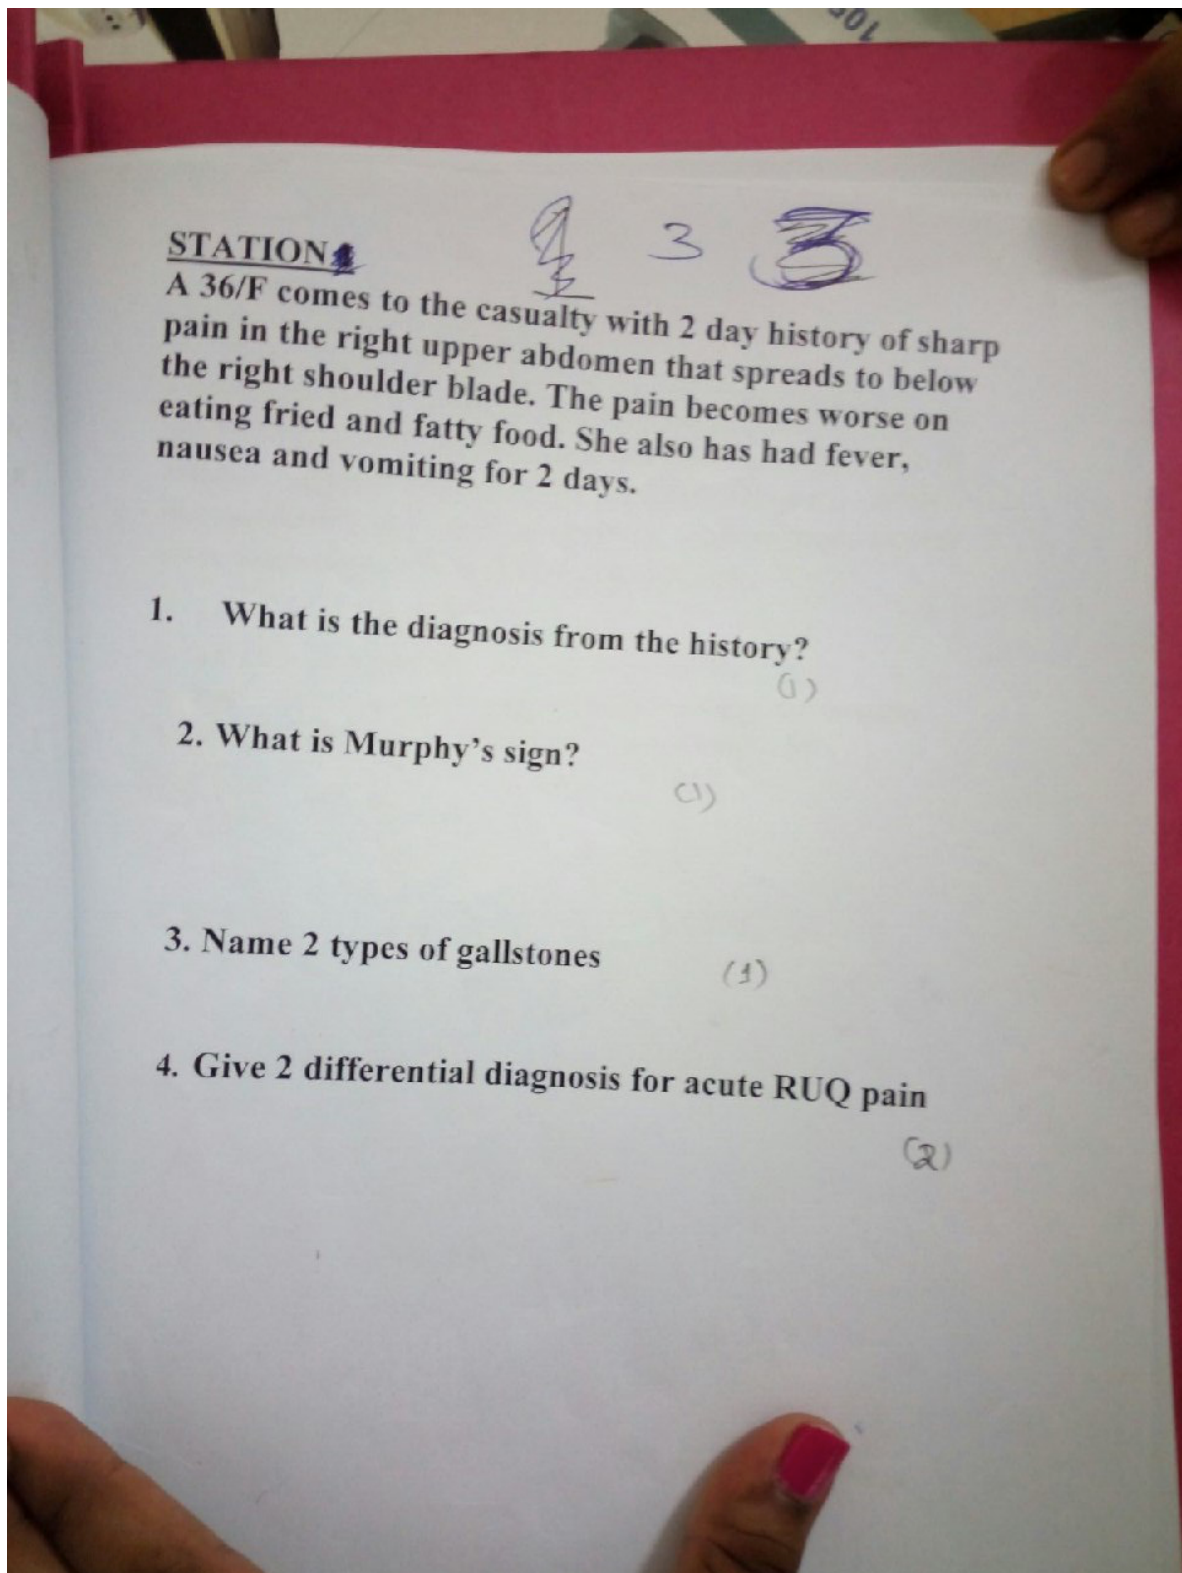 105
3
STATION
A 36/F comes to the casualty with 2 day history of sharp
pain in the right upper abdomen that spreads to below
the right shoulder blade. The pain becomes worse on
eating fried and fatty food. She also has had fever,
nausea and vomiting for 2 days.
1. What is the diagnosis from the history?
(1)
2. What is Murphy's sign?
(1)
3. Name 2 types of gallstones
(1)
4. Give 2 differential diagnosis for acute RUQ pain
(2)